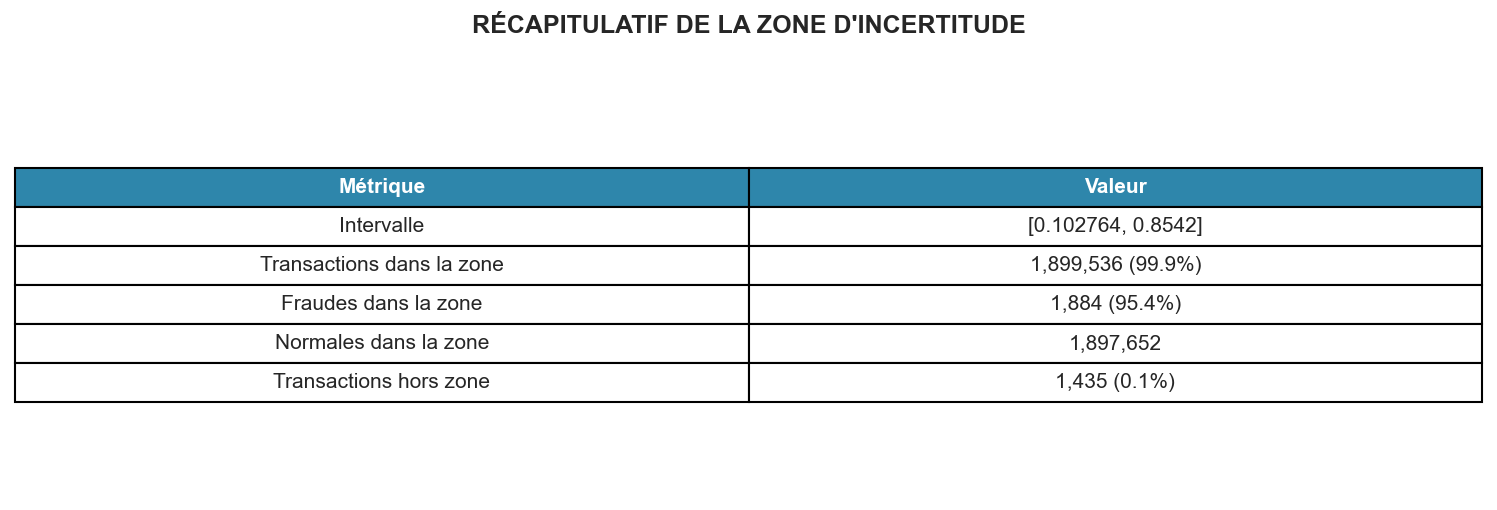 RÉCAPITULATIF DE LA ZONE D'INCERTITUDE
Métrique Valeur
Intervalle [0.102764, 0.8542]
Transactions dans la zone 1,899,536 (99.9%)
Fraudes dans la zone 1,884 (95.4%)
Normales dans la zone 1,897,652
Transactions hors zone 1,435 (0.1%)